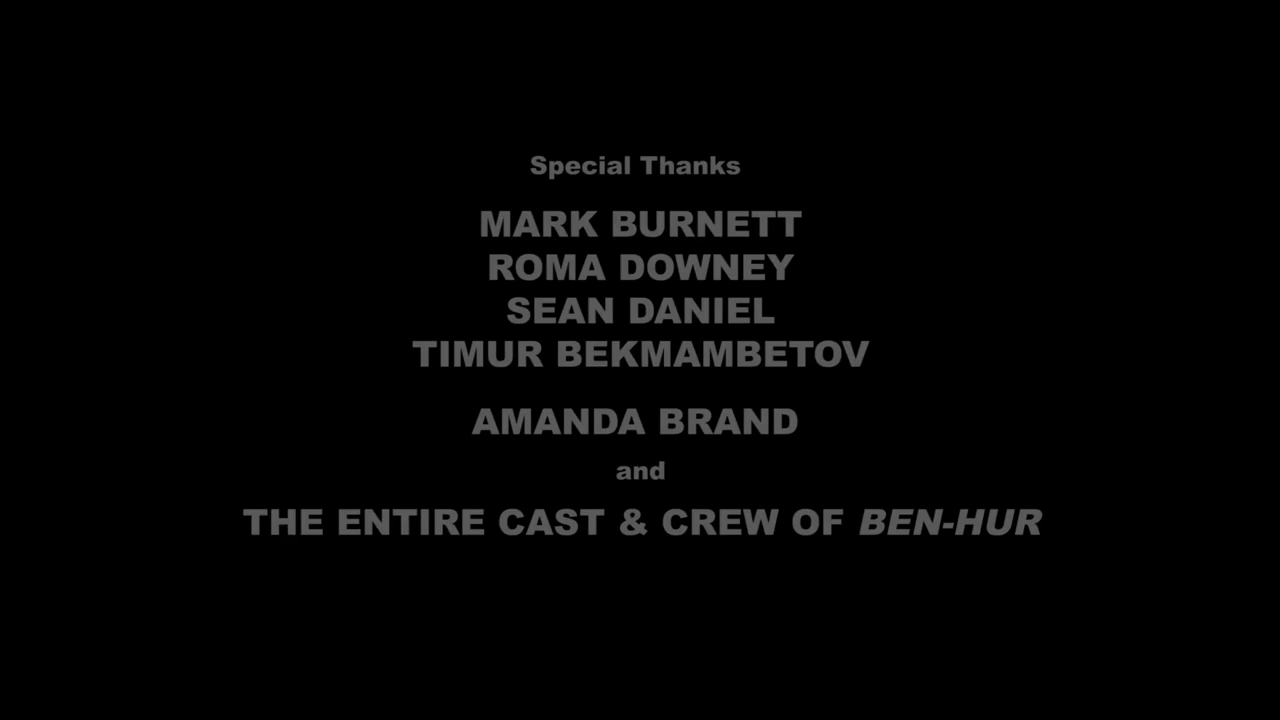 Special Thanks
MARK BURNETT
ROMA DOWNEY
SEAN DANIEL
TIMUR BEKMAMBETOV
AMANDA BRAND
and
THE ENTIRE CAST & CREW OF BEN-HUR